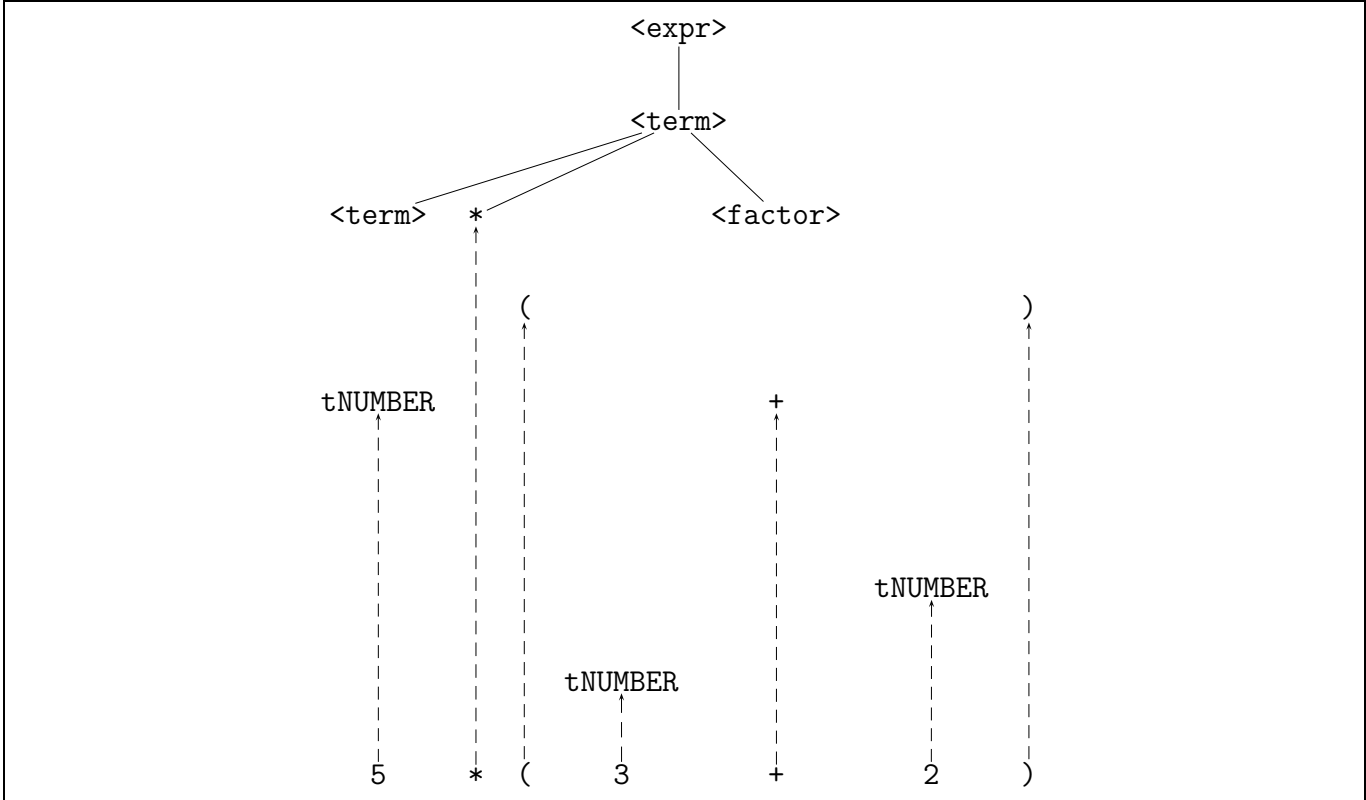 <expr>
<term>
<term> * <factor>
( )
tNUMBER +
tNUMBER
tNUMBER
5 * ( 3 + 2 )